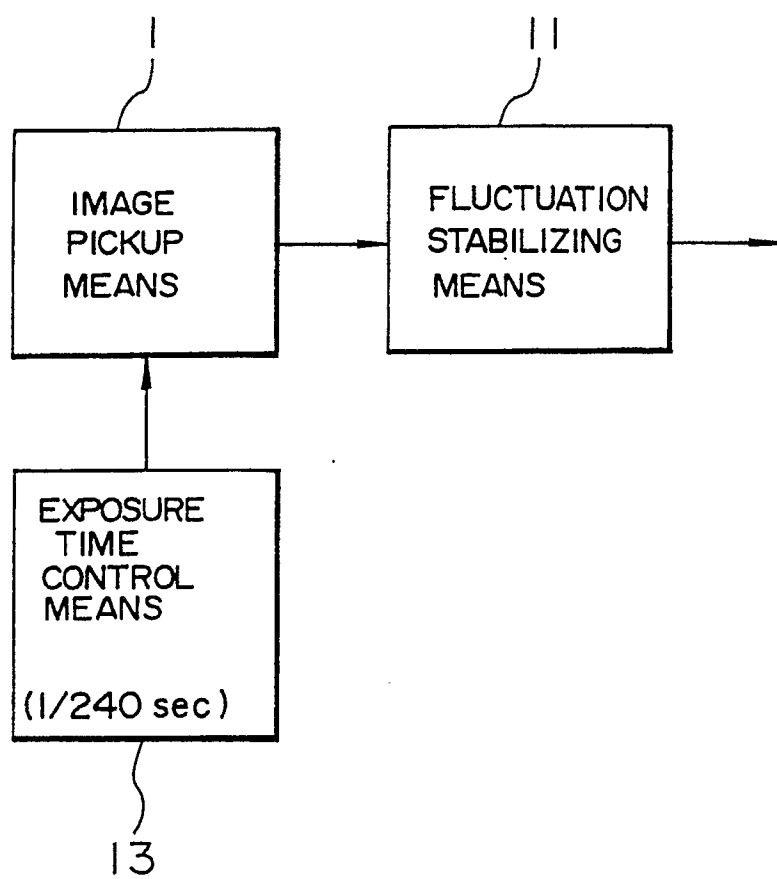 1
11
IMAGE
PICKUP
MEANS
FLUCTUATION
STABILIZING
MEANS
EXPOSURE
TIME
CONTROL
MEANS
(1/240 sec)
13